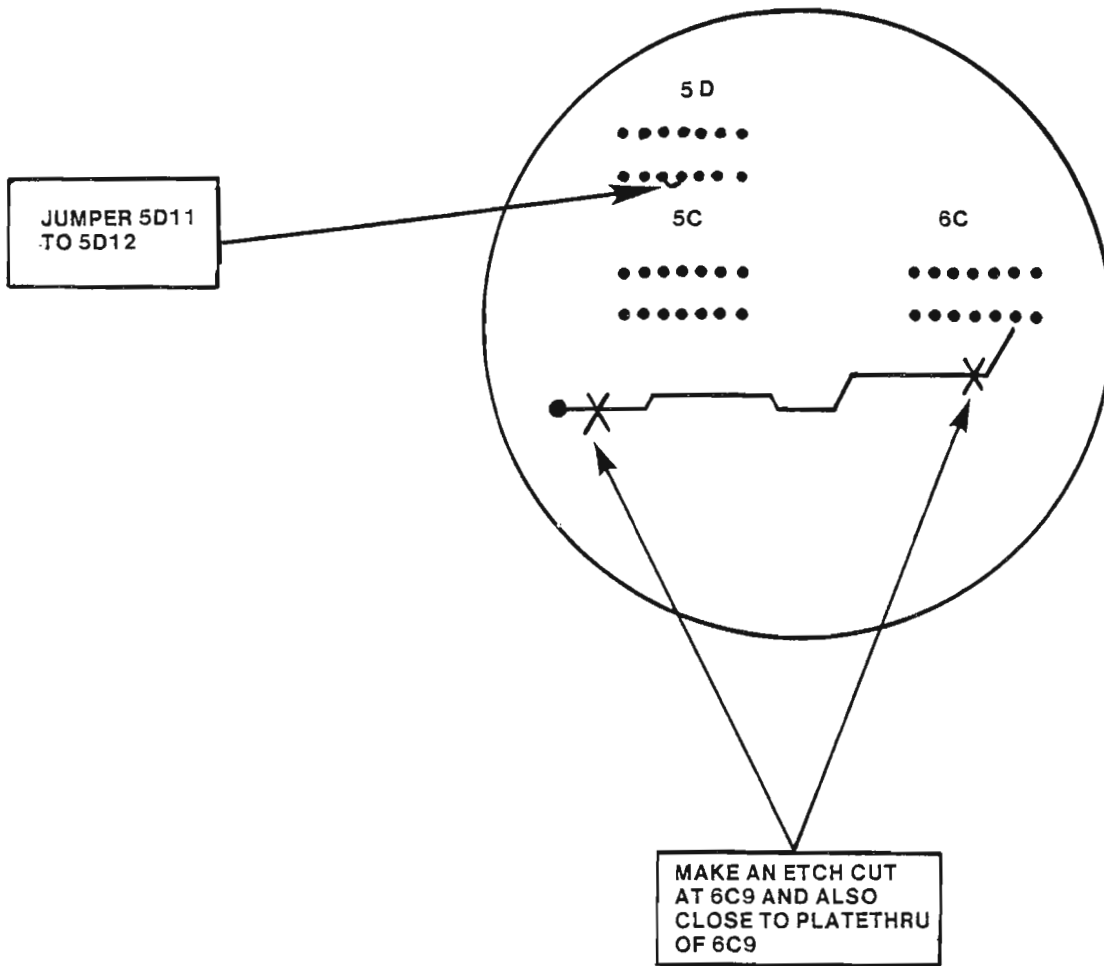 5 D
JUMPER 5D11
TO 5D12
5C
6C
MAKE AN ETCH CUT
AT 6C9 AND ALSO
CLOSE TO PLATETHRU
OF 6C9